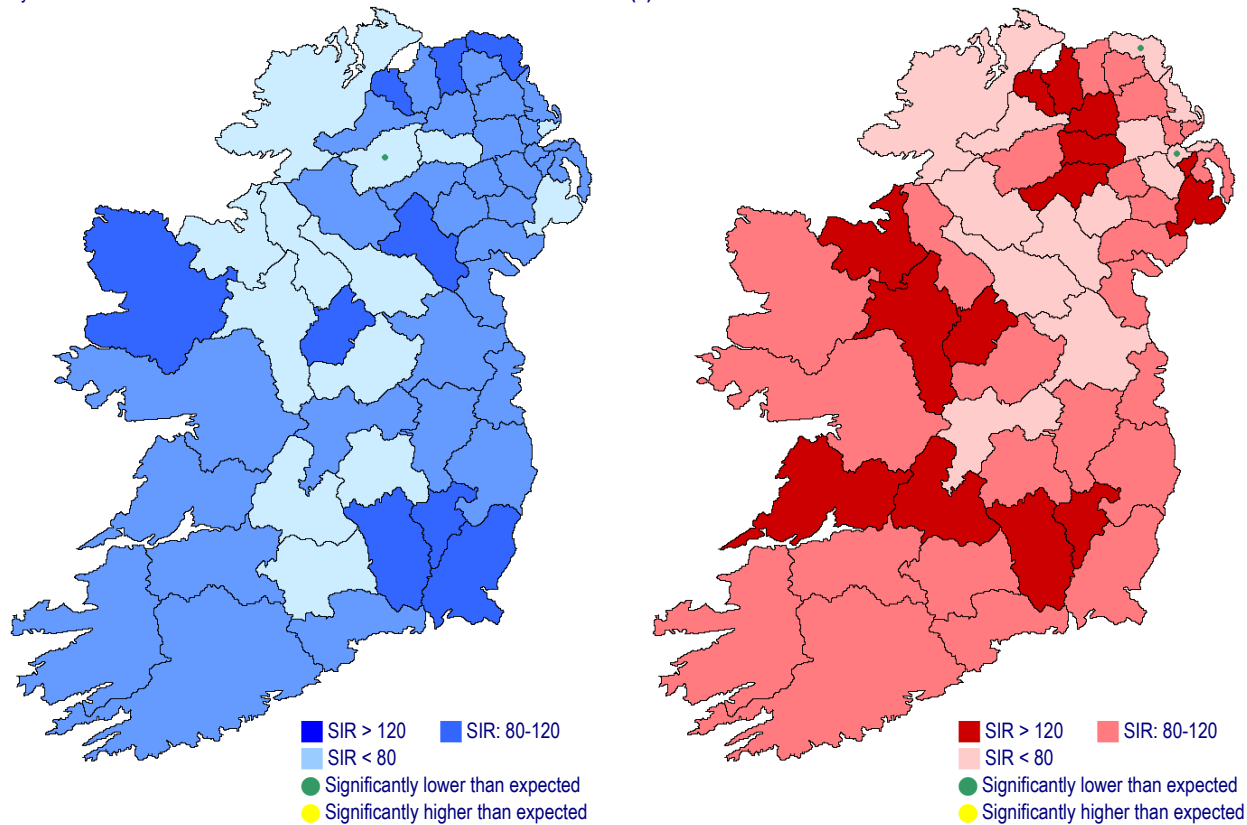 SIR > 120 SIR: 80-120
SIR < 80
Significantly lower than expected
Significantly higher than expected
SIR > 120 SIR: 80-120
SIR < 80
Significantly lower than expected
Significantly higher than expected